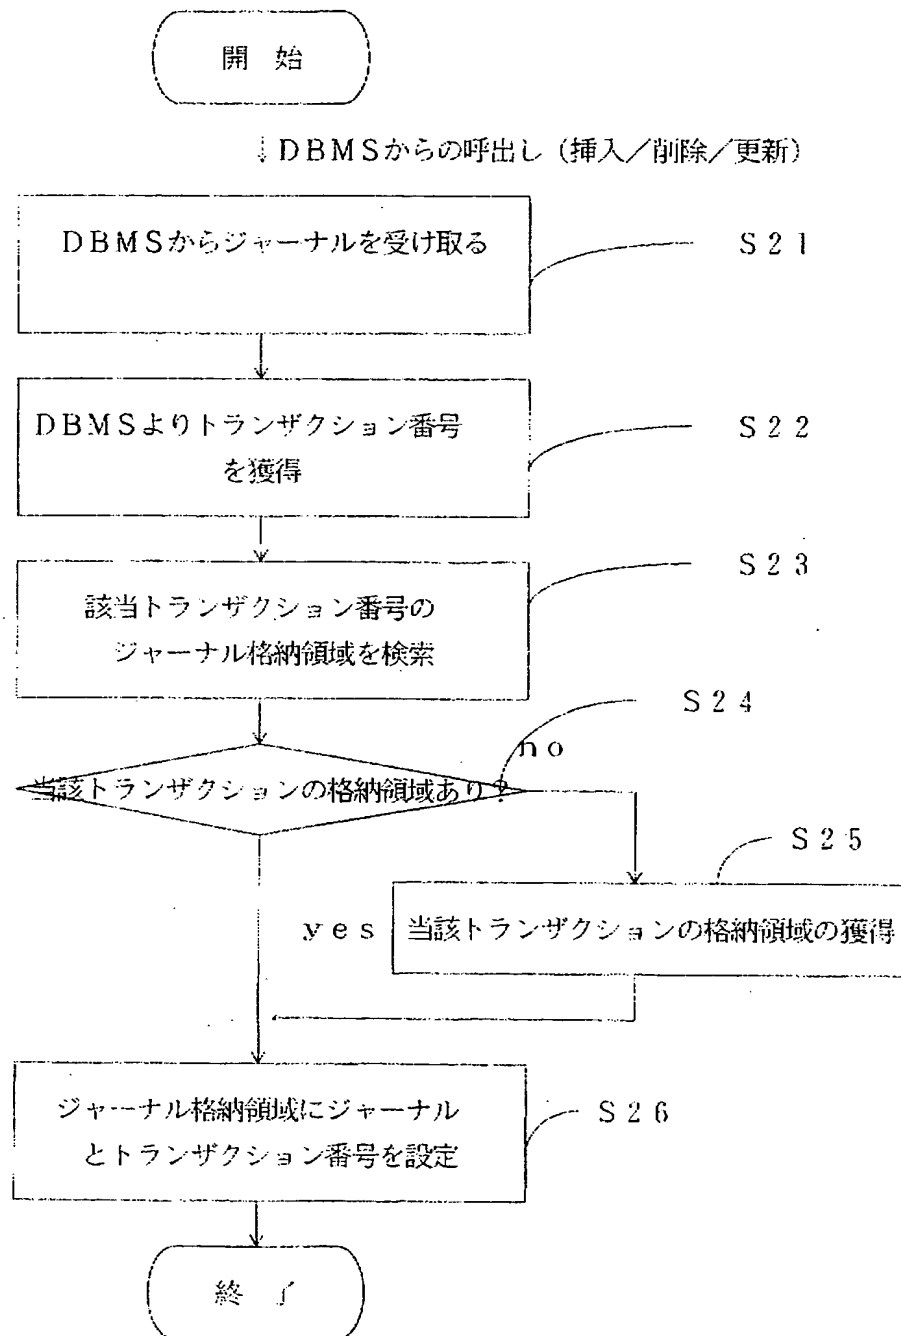 開 始
↓DBMSからの呼出し（挿入／削除／更新）
DBMSからジャーナルを受け取る
S21
DBMSよりトランザクション番号
を獲得
S22
該当トランザクション番号の
ジャーナル格納領域を検索
S23
S24
no
当該トランザクションの格納領域あり？
S25
yes
当該トランザクションの格納領域の獲得
ジャーナル格納領域にジャーナル
とトランザクション番号を設定
S26
終 了